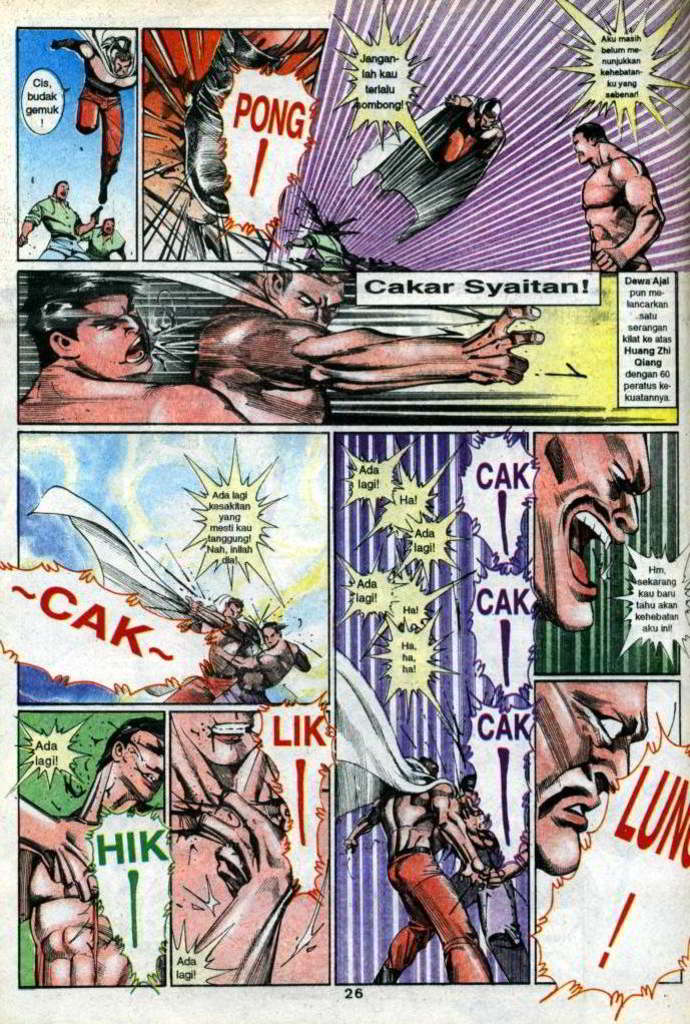 Cis,
budak
gemuk
!
PONG
!
Jangan-
lah kau
terlalu
sombong!
Aku masih
belum me-
nunjukkan
kehebatan-
ku yang
sebenar!
Cakar Syaitan!
Dewa Ajal
pun me-
lancarkan
satu
serangan
kilat ke atas
Huang Zhi
Qiang
dengan 60
peratus ke-
kuatannya.
Ada lagi
kesakitan
yang
mesti kau
tanggung!
Nah, inilah
dia!
~CAK~
Ada
lagi!
Ha!
Ada
lagi!
Ada
lagi!
Ha!
Ha,
ha,
ha!
CAK
!
CAK
!
CAK
!
Hm,
sekarang
kau baru
tahu akan
kehebatan
aku ini!
Ada
lagi!
HIK
!
LIK
!
Ada
lagi!
LUNG
!
26